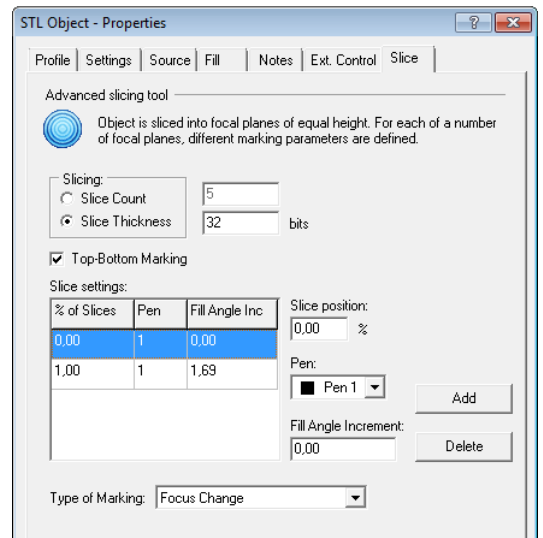 STL Object - Properties
Profile Settings Source Fill Notes Ext. Control Slice
Advanced slicing tool
Object is sliced into focal planes of equal height. For each of a number
of focal planes, different marking parameters are defined.
Slicing:
Slice Count 5
Slice Thickness 32 bits
Top-Bottom Marking
Slice settings:
% of Slices Pen Fill Angle Inc
0,00 1 0,00
1,00 1 1,69
Slice position:
0,00 %
Pen:
Pen 1
Add
Fill Angle Increment:
0,00
Delete
Type of Marking: Focus Change